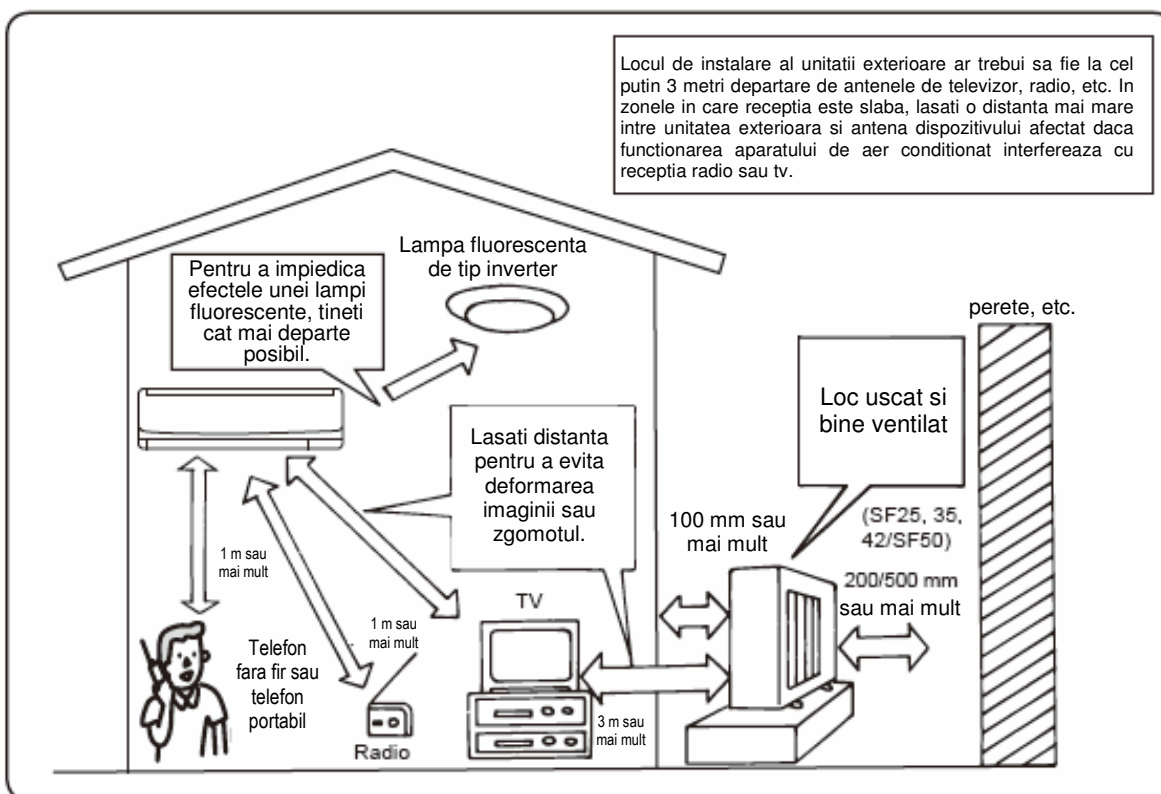 Locul de instalare al unitatii exterioare ar trebui sa fie la cel
putin 3 metri departare de antenele de televizor, radio, etc. In
zonele in care receptia este slaba, lasati o distanta mai mare
intre unitatea exterioara si antena dispozitivului afectat daca
functionarea aparatului de aer conditionat interfereaza cu
receptia radio sau tv.
Lampa fluorescenta
de tip inverter
Pentru a impiedica
efectele unei lampi
fluorescente, tineti
cat mai departe
posibil.
perete, etc.
Loc uscat si
bine ventilat
Lasati distanta
pentru a evita
deformarea
imaginii sau
zgomotul.
100 mm sau
mai mult
(SF25, 35,
42/SF50)
200/500 mm
sau mai mult
1 m sau
mai mult
1 m sau
mai mult
TV
Telefon
fara fir sau
telefon
portabil
Radio
3 m sau
mai mult